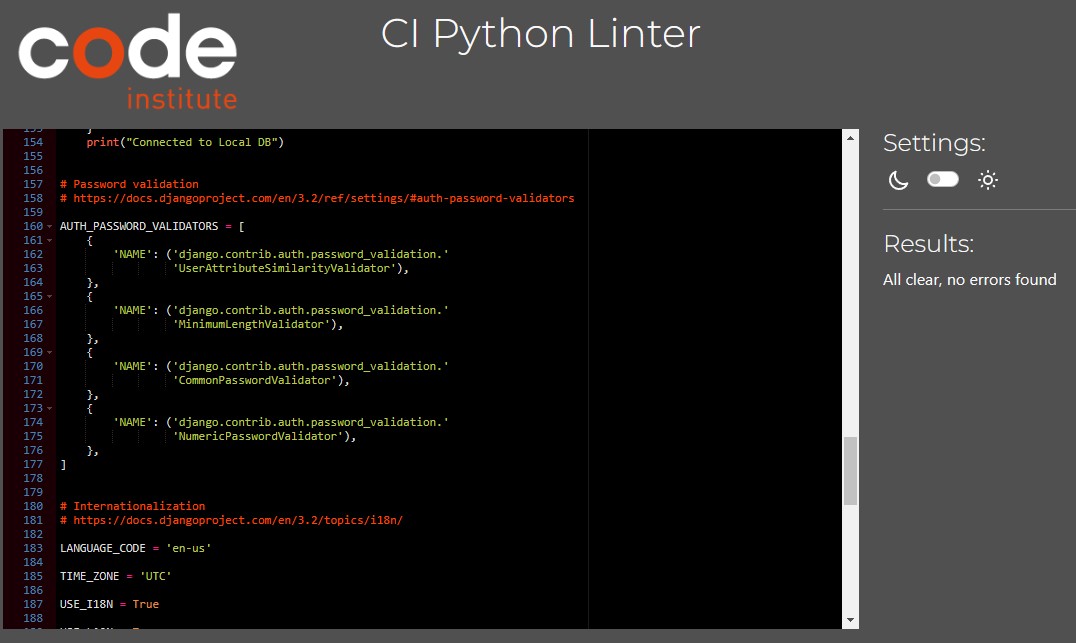 code
institute
CI Python Linter
154 print("Connected to Local DB")
155
156
157 # Password validation
158 # https://docs.djangoproject.com/en/3.2/ref/settings/#auth-password-validators
159
160 AUTH_PASSWORD_VALIDATORS = [
161 {
162 'NAME': ('django.contrib.auth.password_validation.'
163 'UserAttributeSimilarityValidator'),
164 },
165 {
166 'NAME': ('django.contrib.auth.password_validation.'
167 'MinimumLengthValidator'),
168 },
169 {
170 'NAME': ('django.contrib.auth.password_validation.'
171 'CommonPasswordValidator'),
172 },
173 {
174 'NAME': ('django.contrib.auth.password_validation.'
175 'NumericPasswordValidator'),
176 },
177 ]
178
179
180 # Internationalization
181 # https://docs.djangoproject.com/en/3.2/topics/i18n/
182
183 LANGUAGE_CODE = 'en-us'
184
185 TIME_ZONE = 'UTC'
186
187 USE_I18N = True
188
Settings:
Results:
All clear, no errors found